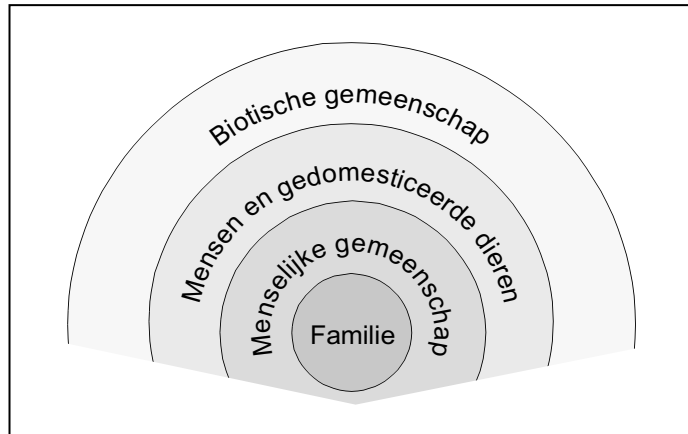 Biotische gemeenschap
Mensen en gedomesticeerde dieren
Menselijke gemeenschap
Familie